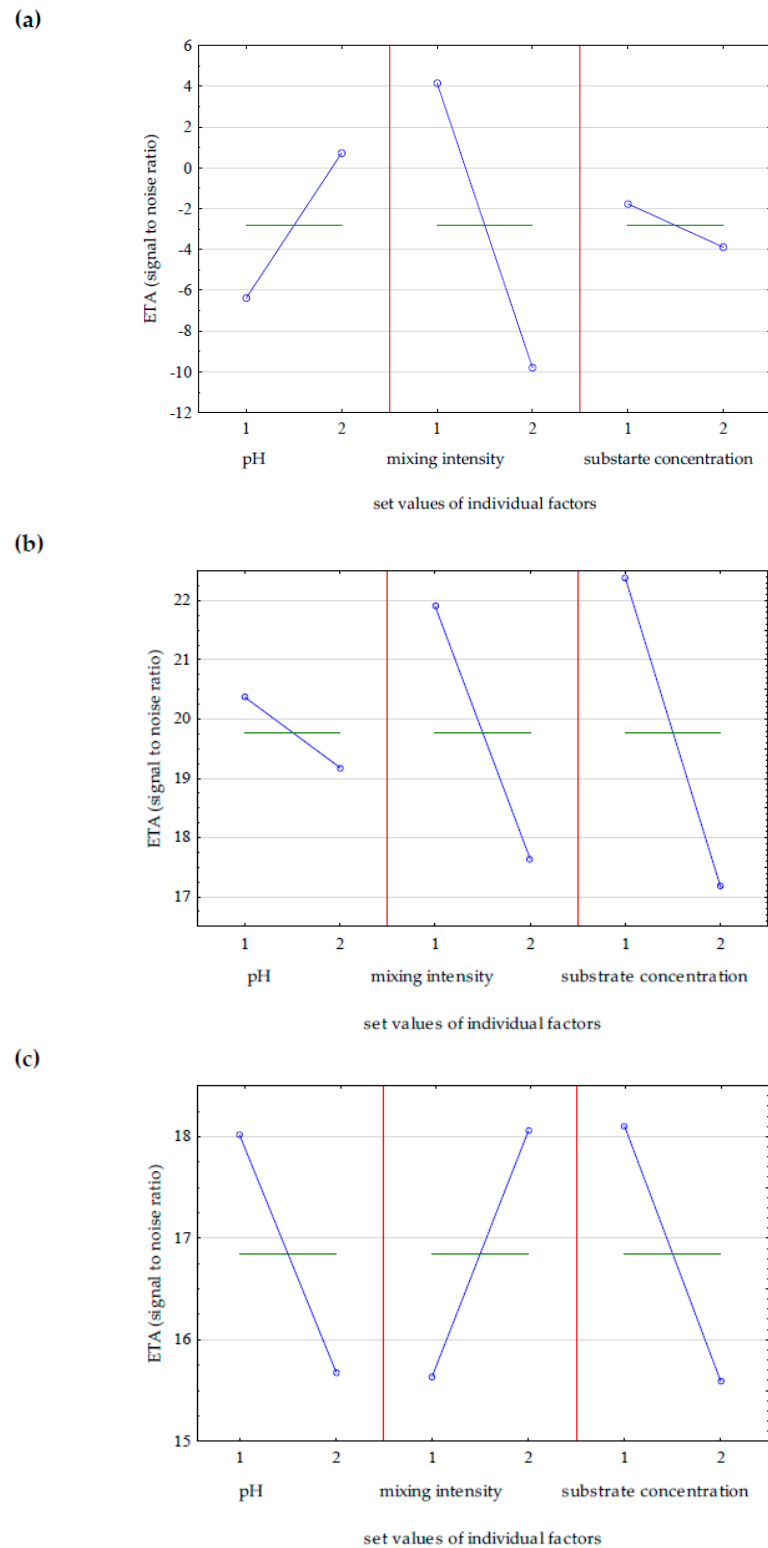 (a)
6
4
2
0
-2
-4
-6
-8
-10
-12
ETA (signal to noise ratio)
1 2 1 2 1 2
pH mixing intensity substarte concentration
set values of individual factors
(b)
22
21
20
19
18
17
ETA (signal to noise ratio)
1 2 1 2 1 2
pH mixing intensity substrate concentration
set values of individual factors
(c)
18
17
16
15
ETA (signal to noise ratio)
1 2 1 2 1 2
pH mixing intensity substrate concentration
set values of individual factors